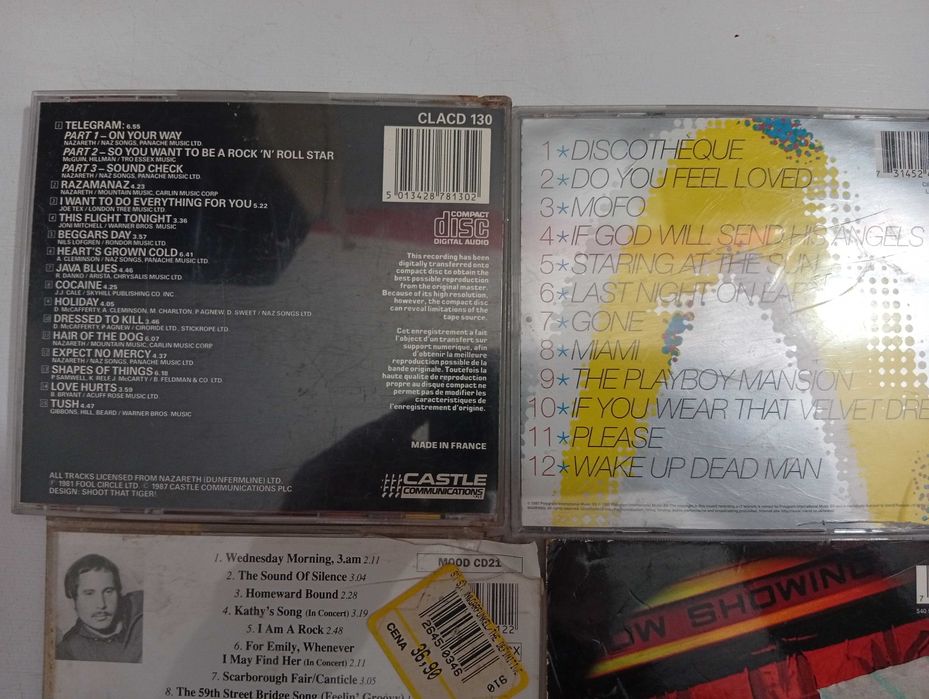 CLACD 130
5 013428 781302
1 TELEGRAM: 6.55
PART 1 – ON YOUR WAY
NAZARETH / NAZ SONGS, PANACHE MUSIC LTD.
PART 2 – SO YOU WANT TO BE A ROCK 'N' ROLL STAR
McGUIN, HILLMAN / TRO ESSEX MUSIC
PART 3 – SOUND CHECK
NAZARETH / NAZ SONGS, PANACHE MUSIC LTD.
2 RAZAMANAZ 4.23
NAZARETH / MOUNTAIN MUSIC, CARLIN MUSIC CORP
3 I WANT TO DO EVERYTHING FOR YOU 5.22
JOE TEX / LONDON TREE MUSIC LTD
4 THIS FLIGHT TONIGHT 3.36
JONI MITCHELL / WARNER BROS MUSIC
5 BEGGARS DAY 3.57
NILS LOFGREN / RONDOR MUSIC LTD
6 HEART'S GROWN COLD 6.41
A. CLEMINSON / NAZ SONGS, PANACHE MUSIC LTD.
7 JAVA BLUES 4.46
R. DANKO / ARISTA, CHRYSALIS MUSIC LTD
8 COCAINE 4.25
J.J. CALE / SKYHILL PUBLISHING CO INC
9 HOLIDAY 4.05
D. McCAFFERTY, A CLEMINSON, M CHARLTON, P AGNEW, D. SWEET / NAZ SONGS LTD
10 DRESSED TO KILL 3.46
D. McCAFFERTY, P AGNEW / CIRORIDE LTD, STICKROPE LTD.
11 HAIR OF THE DOG 6.07
NAZARETH / MOUNTAIN MUSIC, CARLIN MUSIC CORP
12 EXPECT NO MERCY 4.37
NAZARETH / NAZ SONGS, PANACHE MUSIC LTD
13 SHAPES OF THINGS 6.18
P. SAMWELL, K. RELF, J McCARTY / B. FELDMAN & CO LTD.
14 LOVE HURTS 3.59
B. BRYANT / ACUFF ROSE MUSIC LTD.
15 TUSH 4.47
GIBBONS, HILL, BEARD / WARNER BROS MUSIC
COMPACT
disc
DIGITAL AUDIO
This recording has been
digitally transferred onto
compact disc to obtain the
best possible reproduction
from the original master.
Because of its high resolution,
however, the compact disc
can reveal limitations of the
tape source.
Cet enregistrement a fait
l'objet d'un transfert sur
support numerique, afin
d'obtenir la meilleure
reproduction possible de la
bande originale. Toutefois la
haute qualite de reproduction
propre au disque compact ne
permet pas de modifier les
caracteristiques de
l'enregistrement d'origine.
MADE IN FRANCE
CASTLE
COMMUNICATIONS PLC
ALL TRACKS LICENSED FROM NAZARETH (DUNFERMLINE) LTD.
℗ 1981 FOOL CIRCLE LTD © 1987 CASTLE COMMUNICATIONS PLC
DESIGN: SHOOT THAT TIGER!
7 31452
1*DISCOTHÈQUE
2*DO YOU FEEL LOVED
3*MOFO
4*IF GOD WILL SEND HIS ANGELS
5*STARING AT THE SUN
6*LAST NIGHT ON EA
7*GONE
8*MIAMI
9*THE PLAYBOY MANSION
10*IF YOU WEAR THAT VELVET DRE
11*PLEASE
12*WAKE UP DEAD MAN
MOOD CD21
1. Wednesday Morning, 3.am 2.11
2. The Sound Of Silence 3.04
3. Homeward Bound 2.28
4. Kathy's Song (In Concert) 3.19
5. I Am A Rock 2.48
6. For Emily, Whenever
I May Find Her (In Concert) 2.11
7. Scarborough Fair/Canticle 3.05
8. The 59th Street Bridge Song (Feelin' Groovy)
CENA
36,90
26450346
910
OW SHOWING